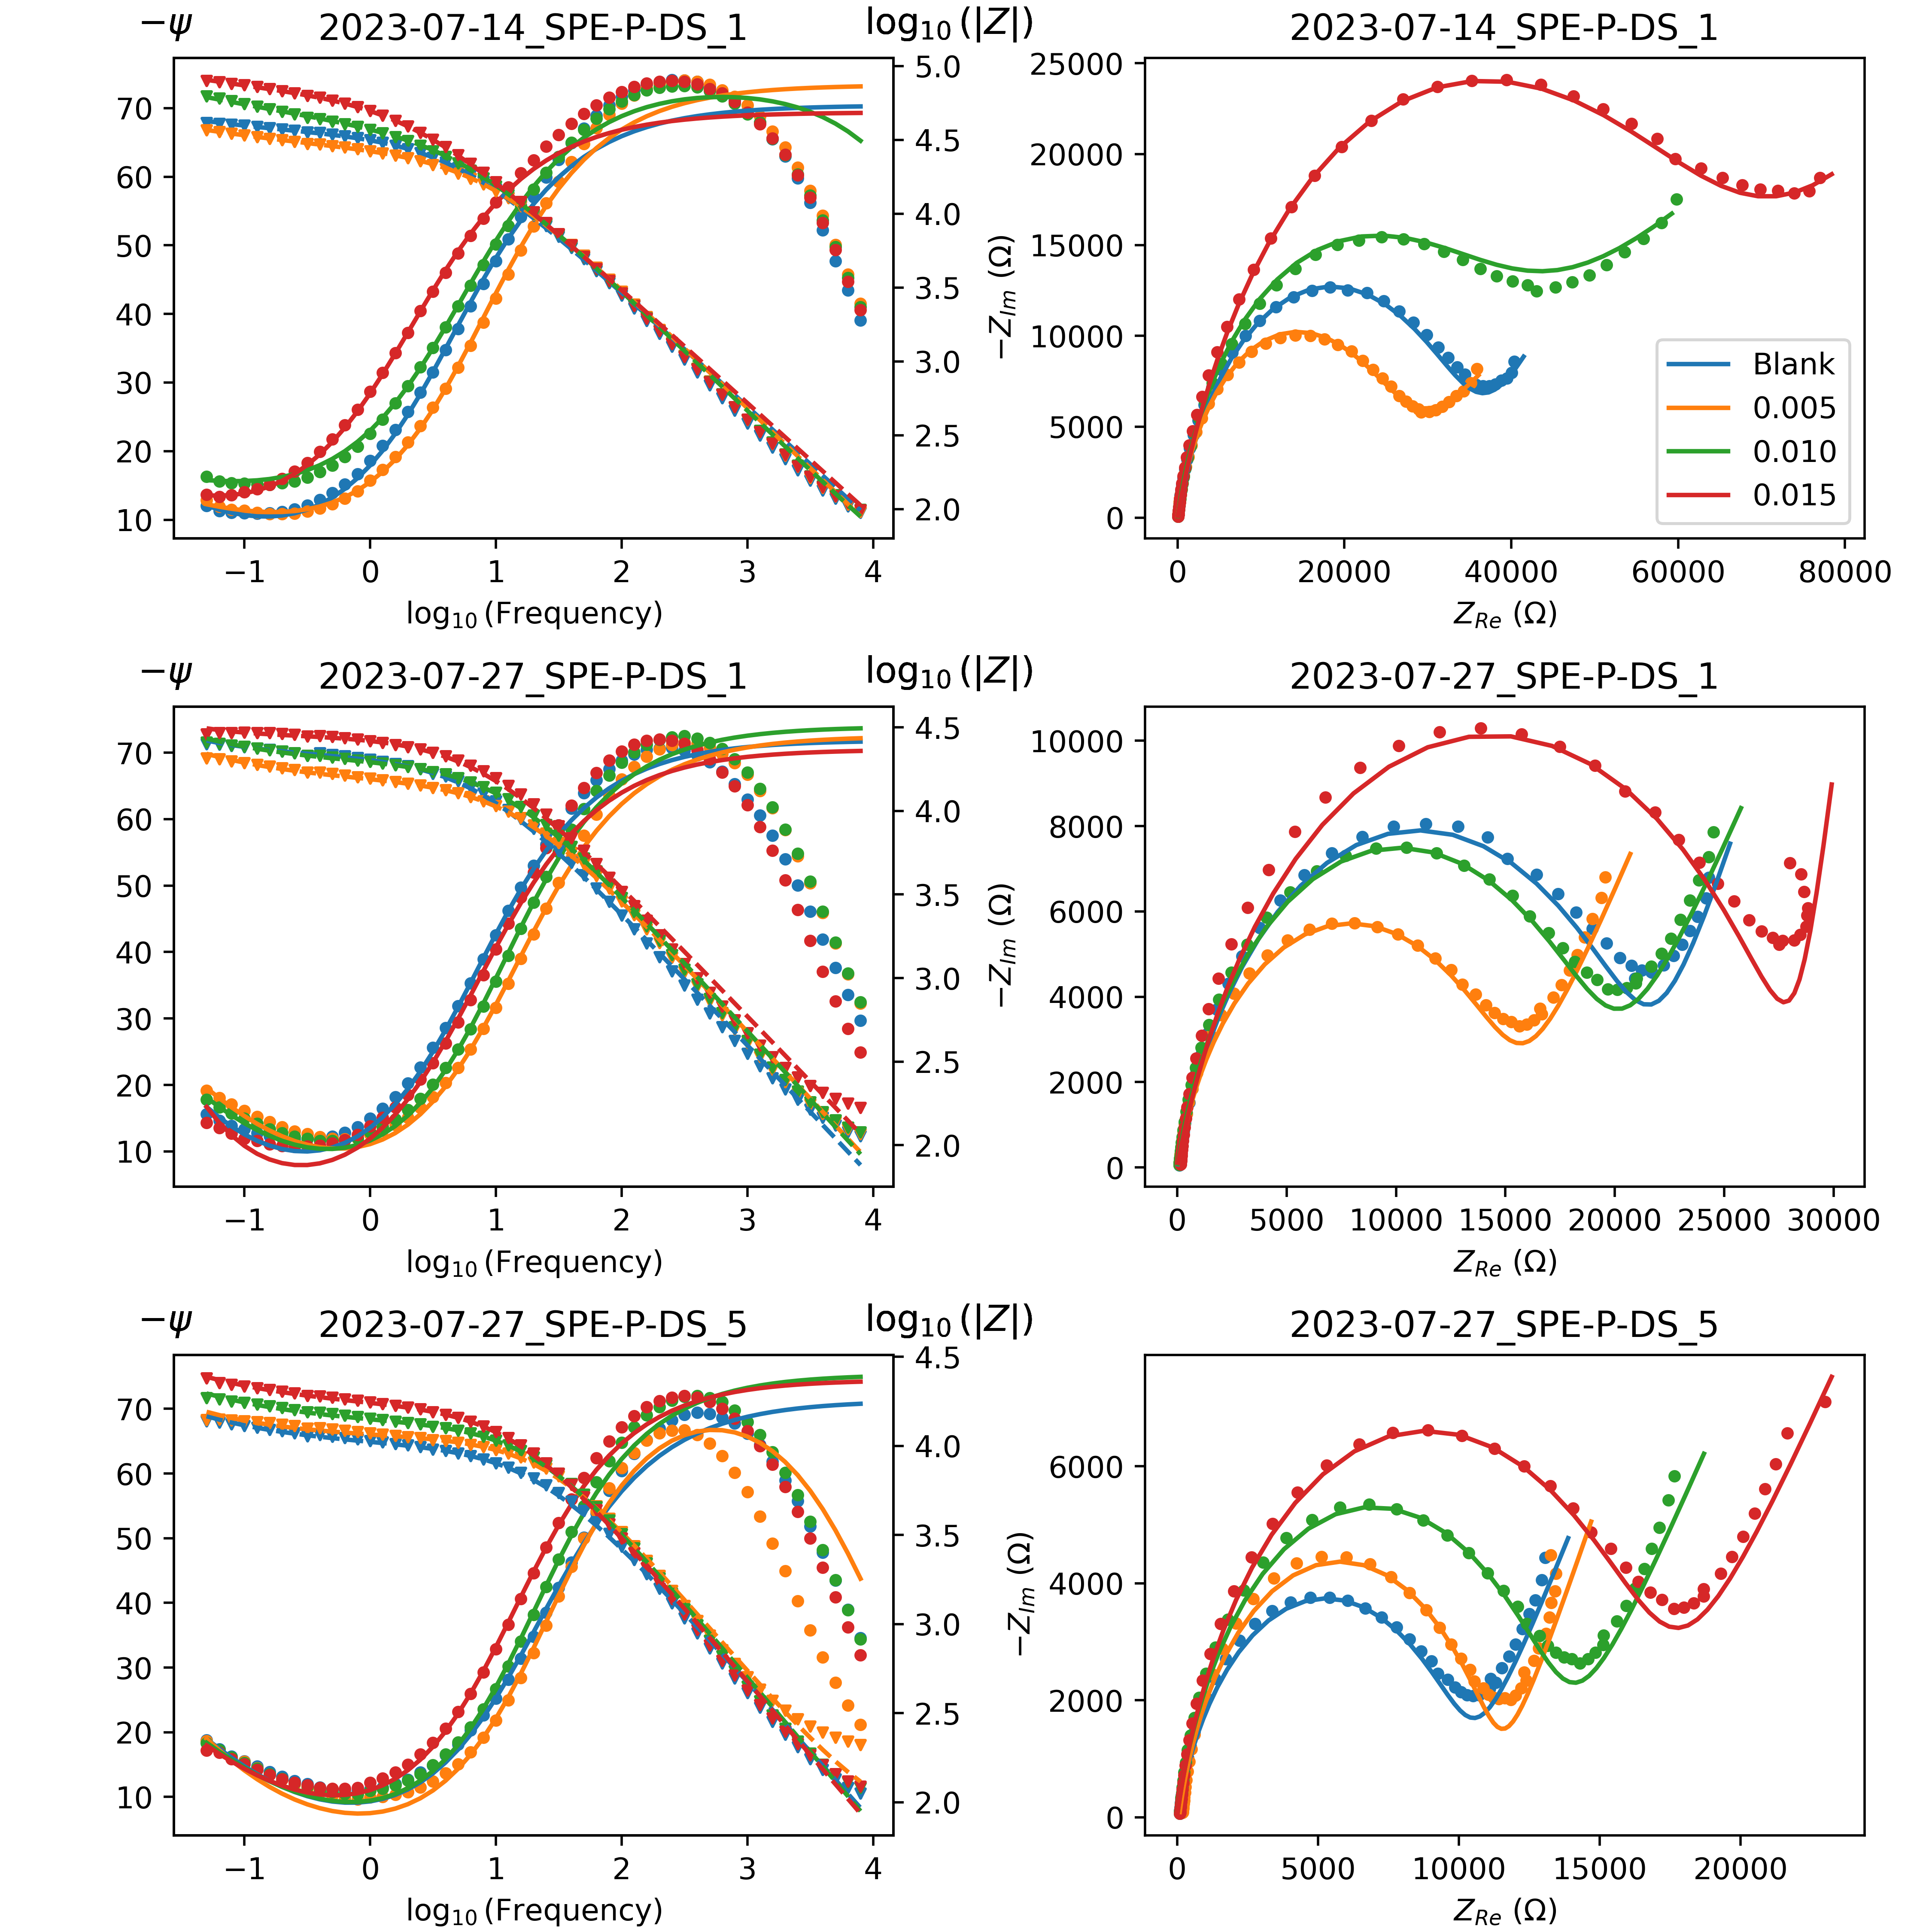 −ψ 2023-07-14_SPE-P-DS_1 log10(|Z|)
70
60
50
40
30
20
10
5.0
4.5
4.0
3.5
3.0
2.5
2.0
−1 0 1 2 3 4
log10(Frequency)
2023-07-14_SPE-P-DS_1
−ZIm (Ω)
25000
20000
15000
10000
5000
0
Blank
0.005
0.010
0.015
0 20000 40000 60000 80000
ZRe (Ω)
−ψ 2023-07-27_SPE-P-DS_1 log10(|Z|)
70
60
50
40
30
20
10
4.5
4.0
3.5
3.0
2.5
2.0
−1 0 1 2 3 4
log10(Frequency)
2023-07-27_SPE-P-DS_1
−ZIm (Ω)
10000
8000
6000
4000
2000
0
0 5000 10000 15000 20000 25000 30000
ZRe (Ω)
−ψ 2023-07-27_SPE-P-DS_5 log10(|Z|)
70
60
50
40
30
20
10
4.5
4.0
3.5
3.0
2.5
2.0
−1 0 1 2 3 4
log10(Frequency)
2023-07-27_SPE-P-DS_5
−ZIm (Ω)
6000
4000
2000
0
0 5000 10000 15000 20000
ZRe (Ω)